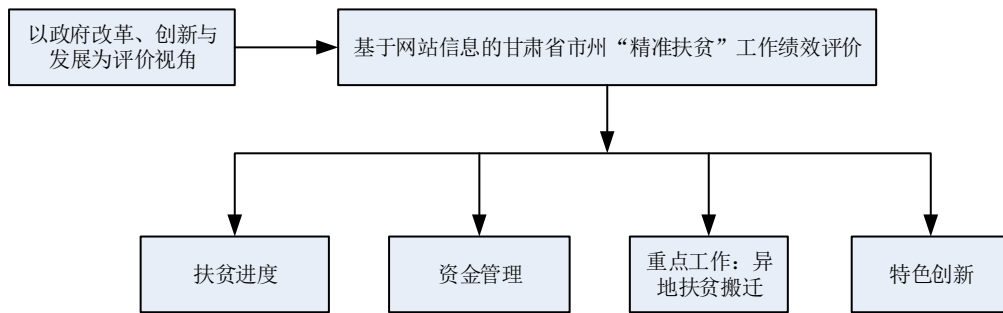 以政府改革、创新与
发展为评价视角
基于网站信息的甘肃省市州“精准扶贫”工作绩效评价
扶贫进度
资金管理
重点工作：异
地扶贫搬迁
特色创新